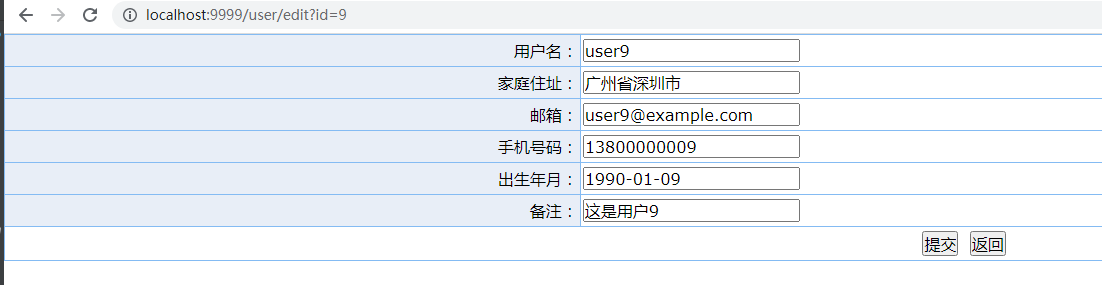 localhost:9999/user/edit?id=9
用户名： user9
家庭住址： 广州省深圳市
邮箱： user9@example.com
手机号码： 13800000009
出生年月： 1990-01-09
备注： 这是用户9
提交 返回